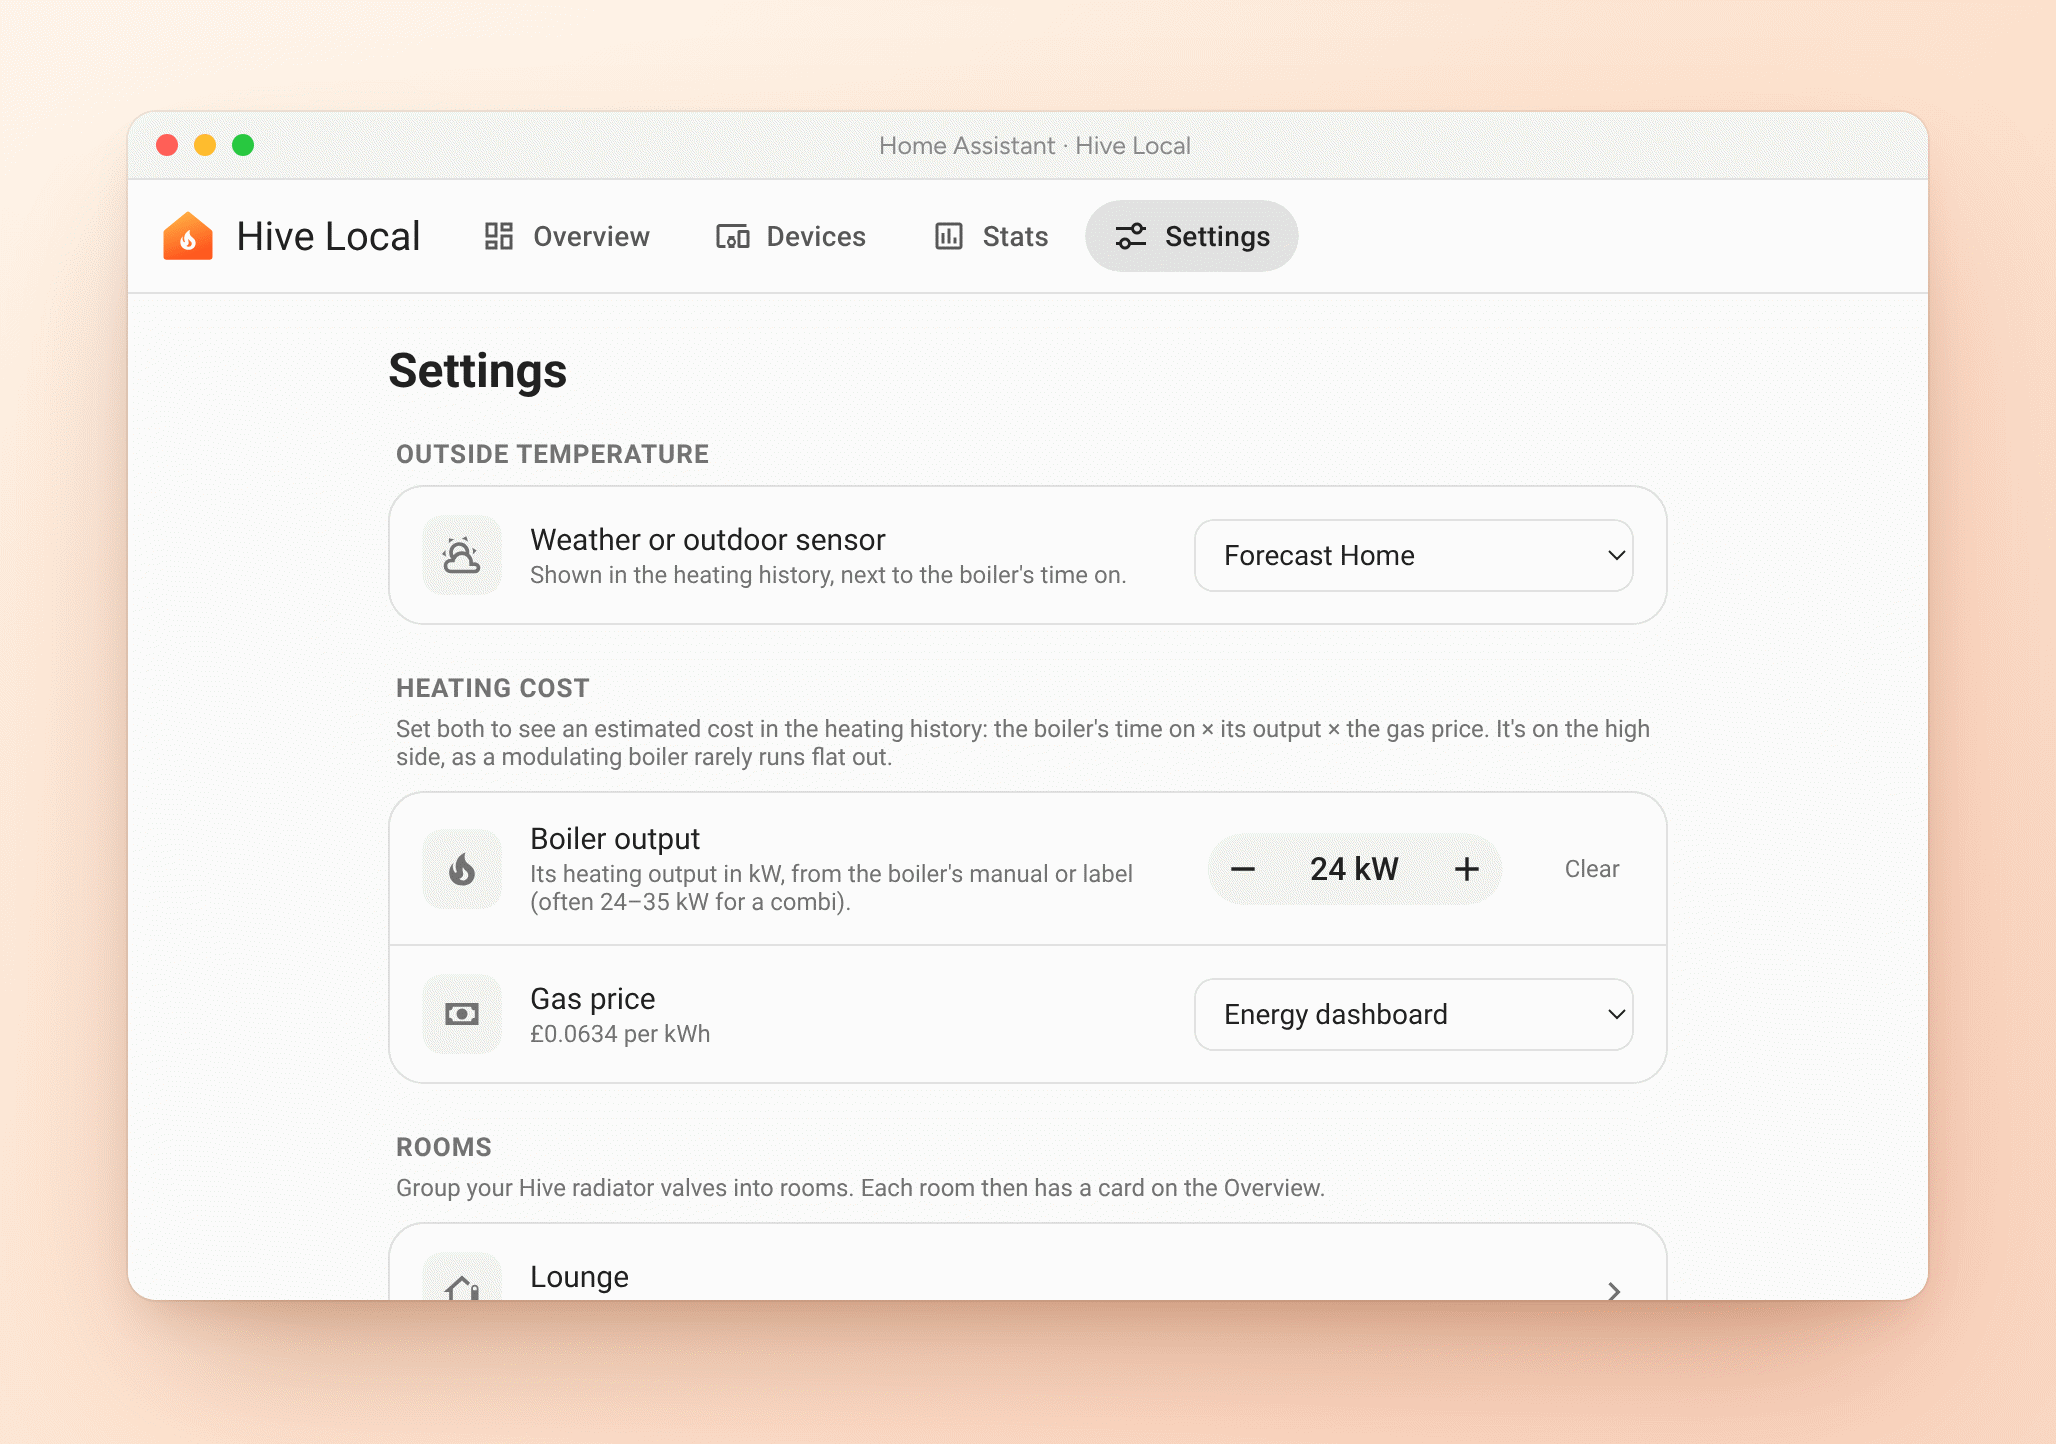 Home Assistant · Hive Local
Hive Local
Overview
Devices
Stats
Settings
Settings
OUTSIDE TEMPERATURE
Weather or outdoor sensor
Shown in the heating history, next to the boiler's time on.
Forecast Home
HEATING COST
Set both to see an estimated cost in the heating history: the boiler's time on × its output × the gas price. It's on the high
side, as a modulating boiler rarely runs flat out.
Boiler output
Its heating output in kW, from the boiler's manual or label
(often 24–35 kW for a combi).
24 kW
Clear
Gas price
£0.0634 per kWh
Energy dashboard
ROOMS
Group your Hive radiator valves into rooms. Each room then has a card on the Overview.
Lounge